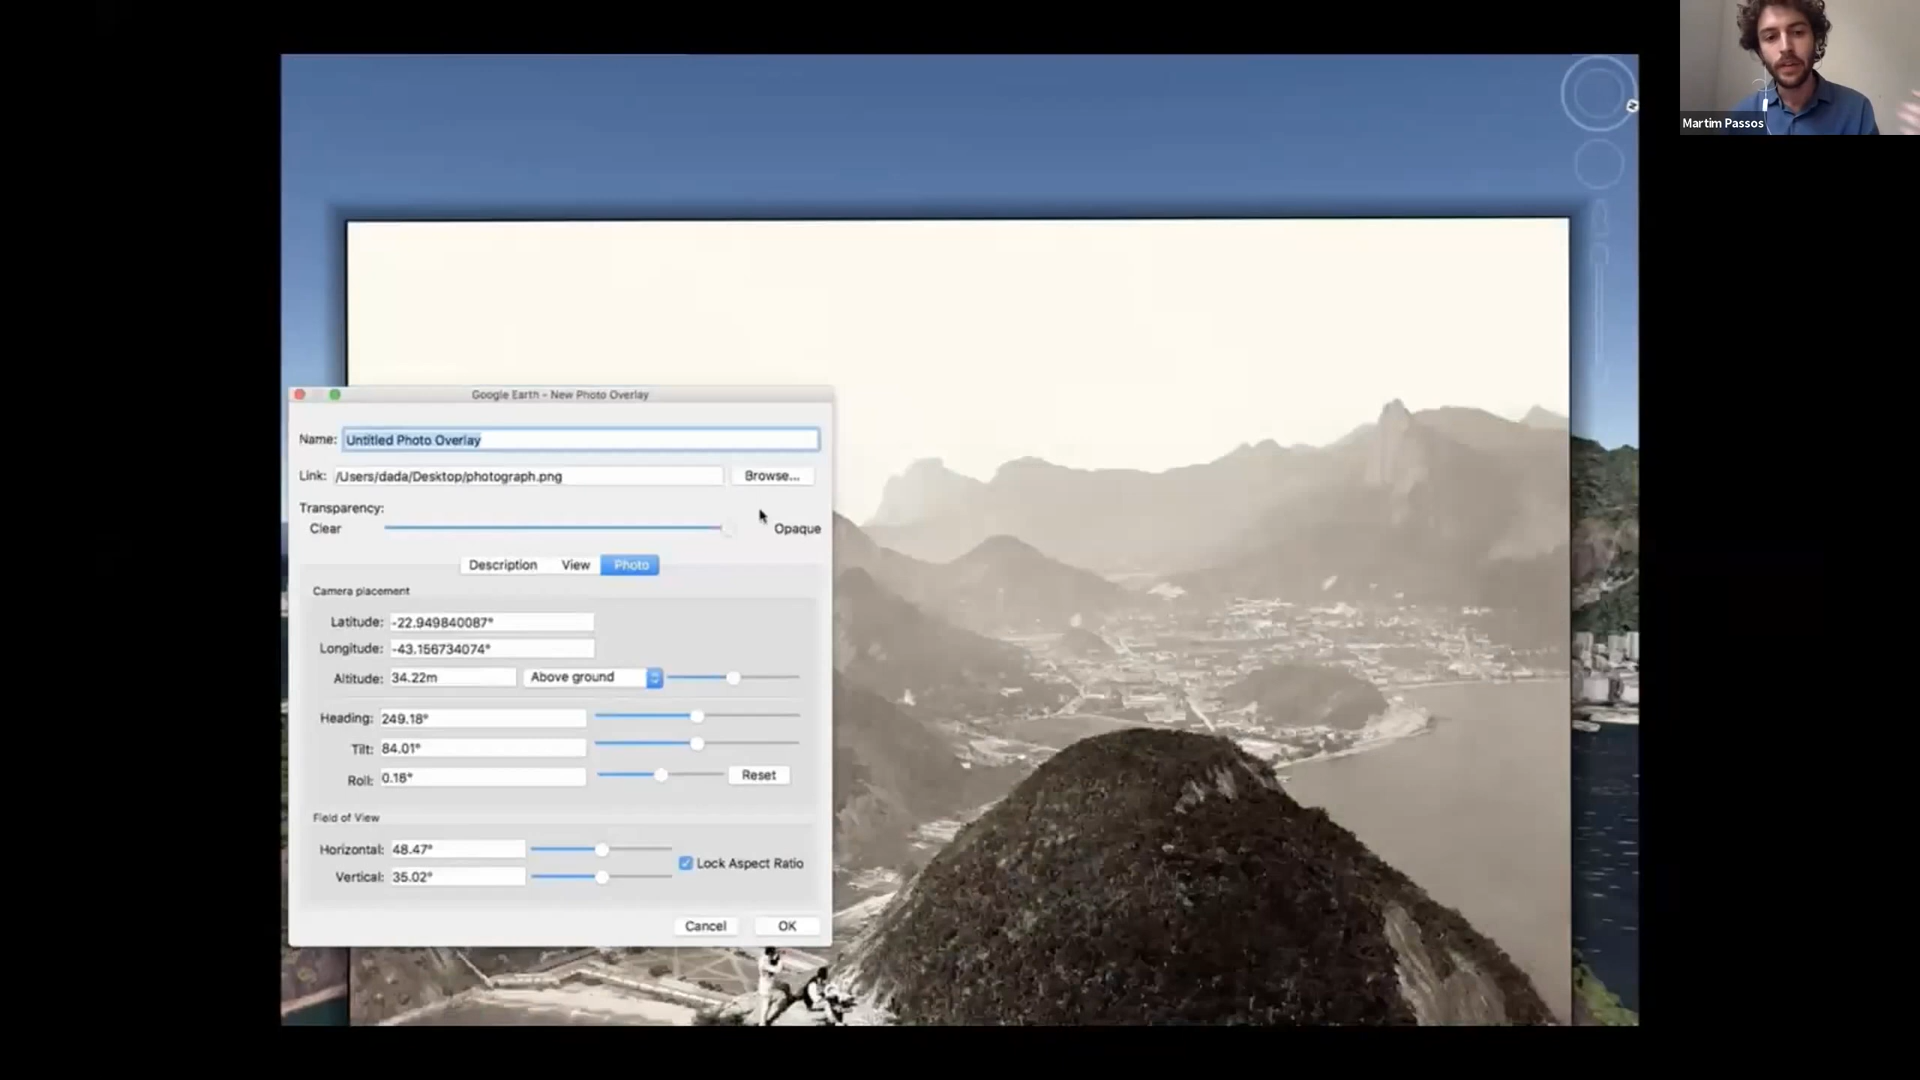 N
Martim Passos
Google Earth - New Photo Overlay
Name: Untitled Photo Overlay
Link: /Users/dada/Desktop/photograph.png Browse...
Transparency:
Clear Opaque
Description View Photo
Camera placement
Latitude: -22.949840087°
Longitude: -43.156734074°
Altitude: 34.22m Above ground
Heading: 249.18°
Tilt: 84.01°
Roll: 0.16° Reset
Field of View
Horizontal: 48.47° Lock Aspect Ratio
Vertical: 35.02°
Cancel OK